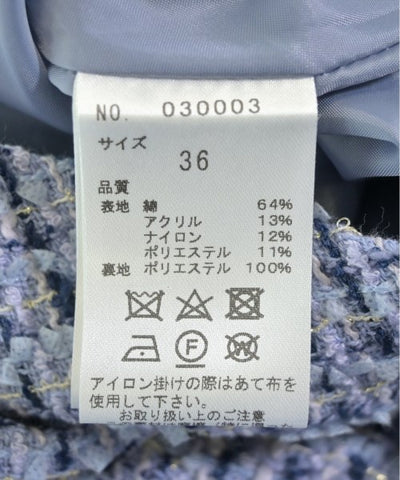 NO. 030003
サイズ
36
品質
表地 綿 64%
アクリル 13%
ナイロン 12%
ポリエステル 11%
裏地 ポリエステル 100%
F
アイロン掛けの際はあて布を
使用して下さい。
お取り扱い上のご注意